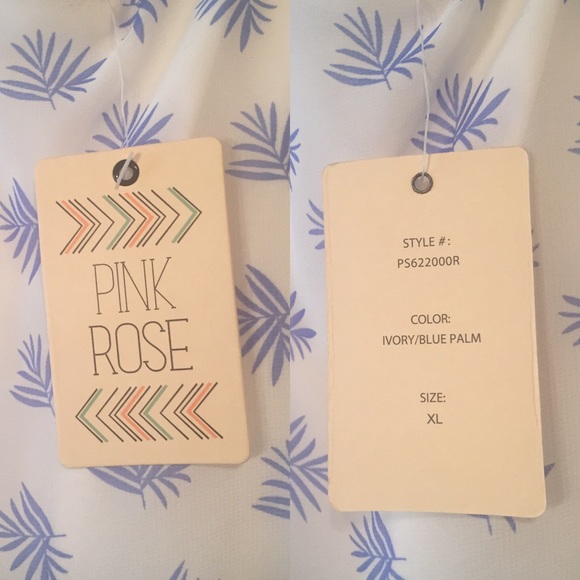 PINK
ROSE
STYLE #:
PS622000R
COLOR:
IVORY/BLUE PALM
SIZE:
XL